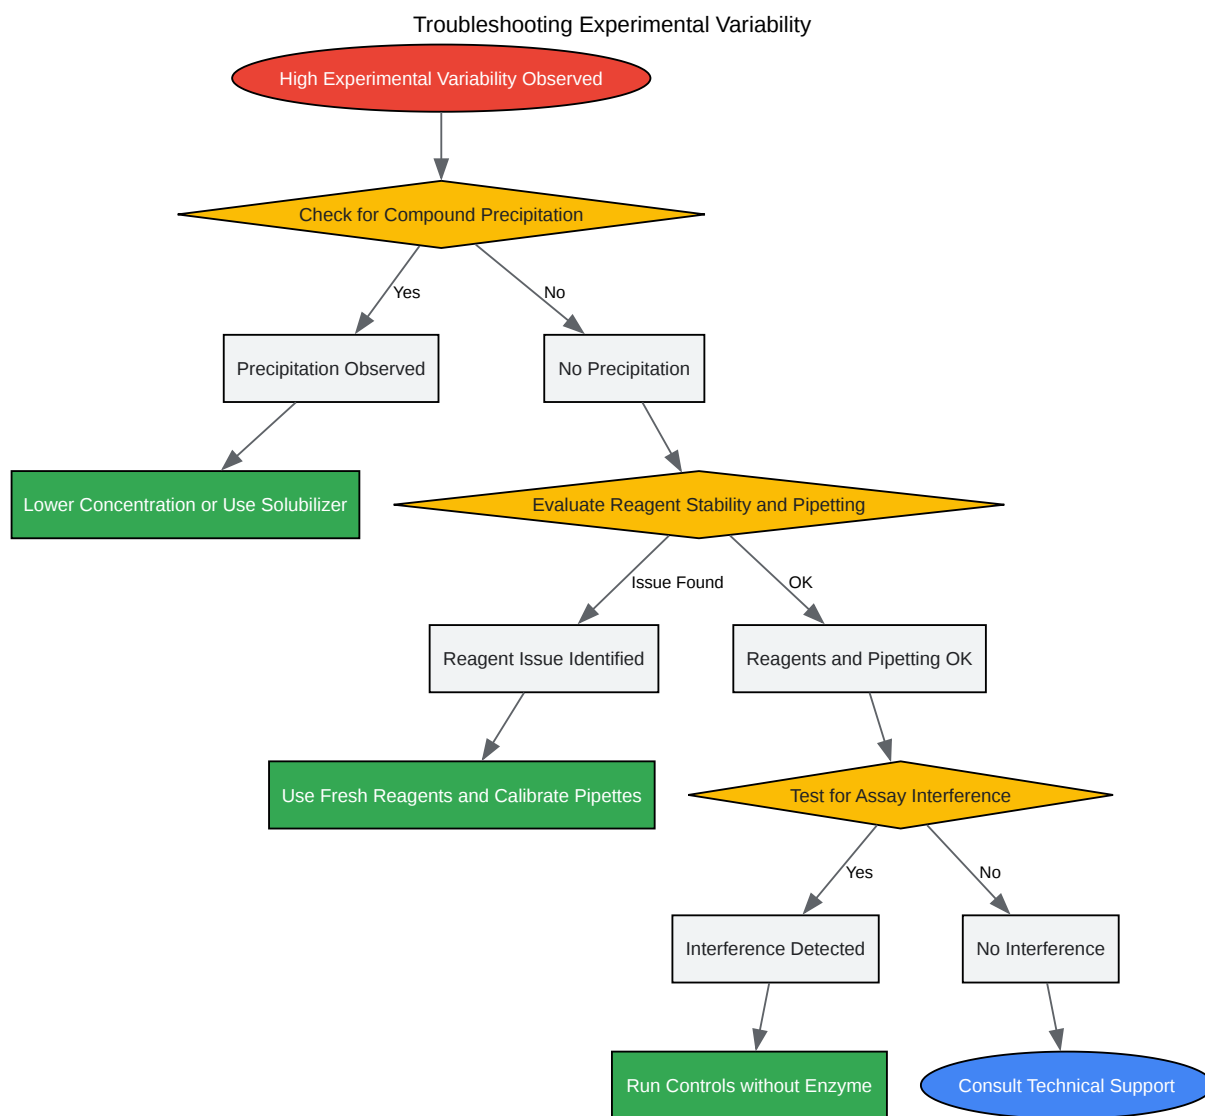 Troubleshooting Experimental Variability
High Experimental Variability Observed
Check for Compound Precipitation
Yes
No
Precipitation Observed
No Precipitation
Lower Concentration or Use Solubilizer
Evaluate Reagent Stability and Pipetting
Issue Found
OK
Reagent Issue Identified
Reagents and Pipetting OK
Use Fresh Reagents and Calibrate Pipettes
Test for Assay Interference
Yes
No
Interference Detected
No Interference
Run Controls without Enzyme
Consult Technical Support